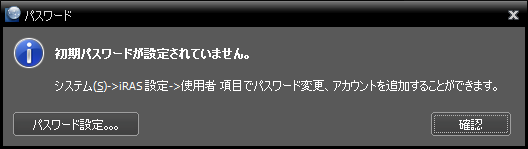 パスワード
初期パスワードが設定されていません。
システム(S)->iRAS 設定->使用者 項目でパスワード変更、アカウントを追加することができます。
パスワード設定。。。
確認